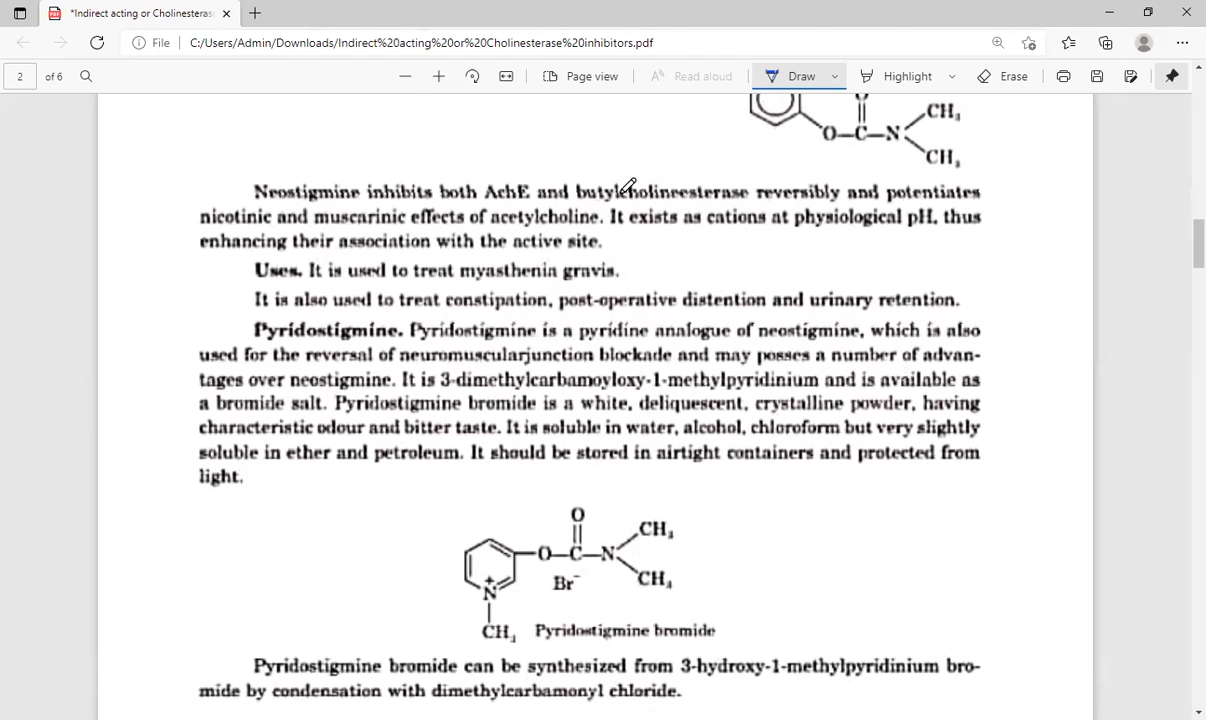 *Indirect acting or Cholinesteras
File C:/Users/Admin/Downloads/Indirect%20acting%20or%20Cholinesterase%20inhibitors.pdf
2 of 6 Page view Read aloud Draw Highlight Erase
CH₃
O—C—N
CH₃
Neostigmine inhibits both AchE and butylcholineesterase reversibly and potentiates
nicotinic and muscarinic effects of acetylcholine. It exists as cations at physiological pH, thus
enhancing their association with the active site.
Uses. It is used to treat myasthenia gravis.
It is also used to treat constipation, post-operative distention and urinary retention.
Pyridostigmine. Pyridostigmine is a pyridine analogue of neostigmine, which is also
used for the reversal of neuromuscularjunction blockade and may posses a number of advan-
tages over neostigmine. It is 3-dimethylcarbamoyloxy-1-methylpyridinium and is available as
a bromide salt. Pyridostigmine bromide is a white, deliquescent, crystalline powder, having
characteristic odour and bitter taste. It is soluble in water, alcohol, chloroform but very slightly
soluble in ether and petroleum. It should be stored in airtight containers and protected from
light.
O
CH₃
O—C—N
CH₃
Br⁻
N⁺
CH₃ Pyridostigmine bromide
Pyridostigmine bromide can be synthesized from 3-hydroxy-1-methylpyridinium bro-
mide by condensation with dimethylcarbamonyl chloride.